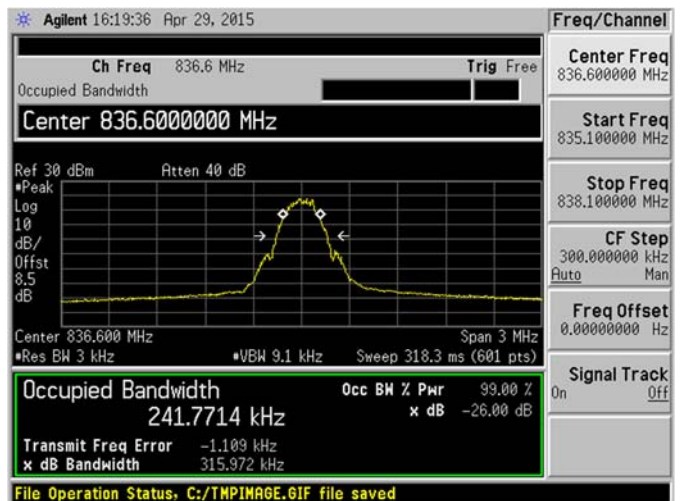 Agilent 16:19:36 Apr 29, 2015
Freq/Channel
Ch Freq 836.6 MHz Trig Free
Occupied Bandwidth
Center 836.6000000 MHz
Ref 30 dBm Atten 40 dB
#Peak
Log
10
dB/
Offst
8.5
dB
Center 836.600 MHz Span 3 MHz
#Res BW 3 kHz #VBW 9.1 kHz Sweep 318.3 ms (601 pts)
Occupied Bandwidth Occ BW % Pwr 99.00 %
241.7714 kHz x dB -26.00 dB
Transmit Freq Error -1.109 kHz
x dB Bandwidth 315.972 kHz
File Operation Status, C:/TMPIMAGE.GIF file saved
Center Freq
836.600000 MHz
Start Freq
835.100000 MHz
Stop Freq
838.100000 MHz
CF Step
300.000000 kHz
Auto Man
Freq Offset
0.00000000 Hz
Signal Track
On Off